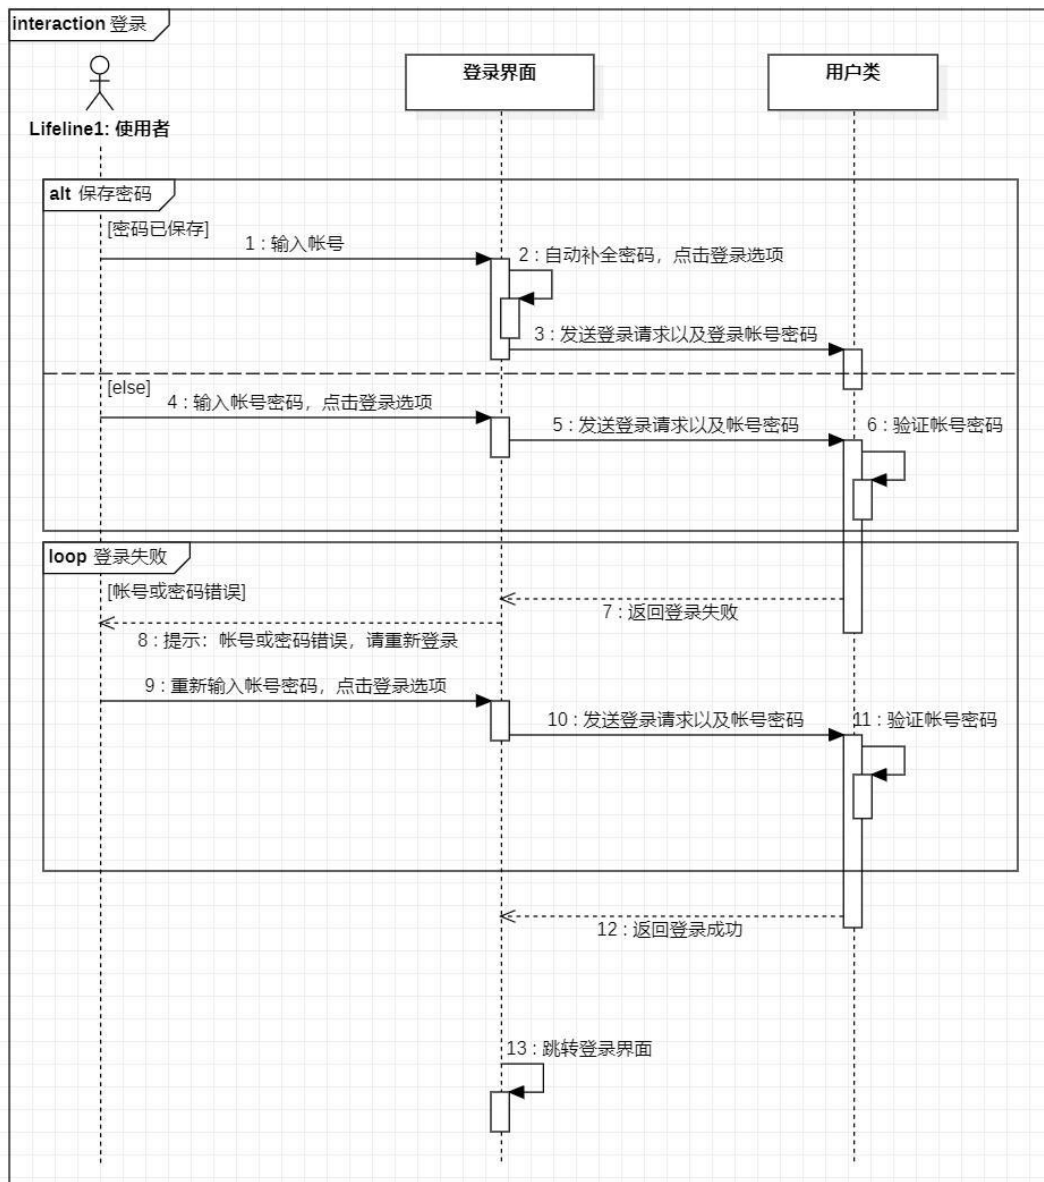 interaction 登录
登录界面
用户类
Lifeline1: 使用者
alt 保存密码
[密码已保存]
1 : 输入帐号
2 : 自动补全密码，点击登录选项
3 : 发送登录请求以及登录帐号密码
[else]
4 : 输入帐号密码，点击登录选项
5 : 发送登录请求以及帐号密码
6 : 验证帐号密码
loop 登录失败
[帐号或密码错误]
7 : 返回登录失败
8 : 提示：帐号或密码错误，请重新登录
9 : 重新输入帐号密码，点击登录选项
10 : 发送登录请求以及帐号密码
11 : 验证帐号密码
12 : 返回登录成功
13 : 跳转登录界面